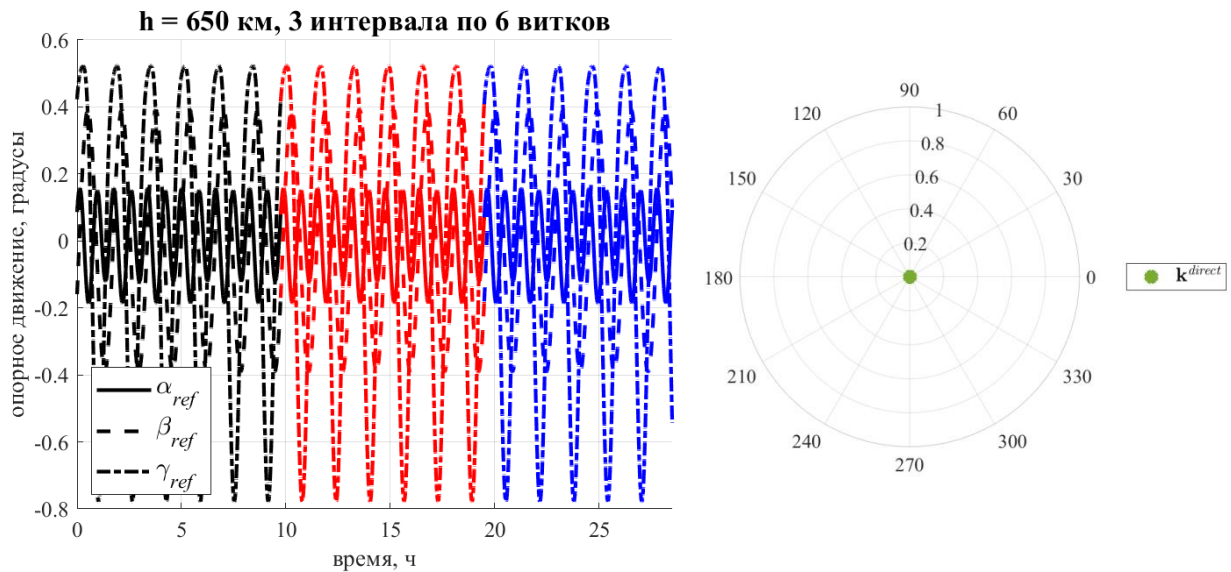 h = 650 км, 3 интервала по 6 витков
опорное движение, градусы
0.6
0.4
0.2
0
-0.2
-0.4
-0.6
-0.8
α_ref
β_ref
γ_ref
0 5 10 15 20 25
время, ч
90
120 60
150 30
180 0
210 330
240 300
270
1
0.8
0.6
0.4
0.2
k^direct